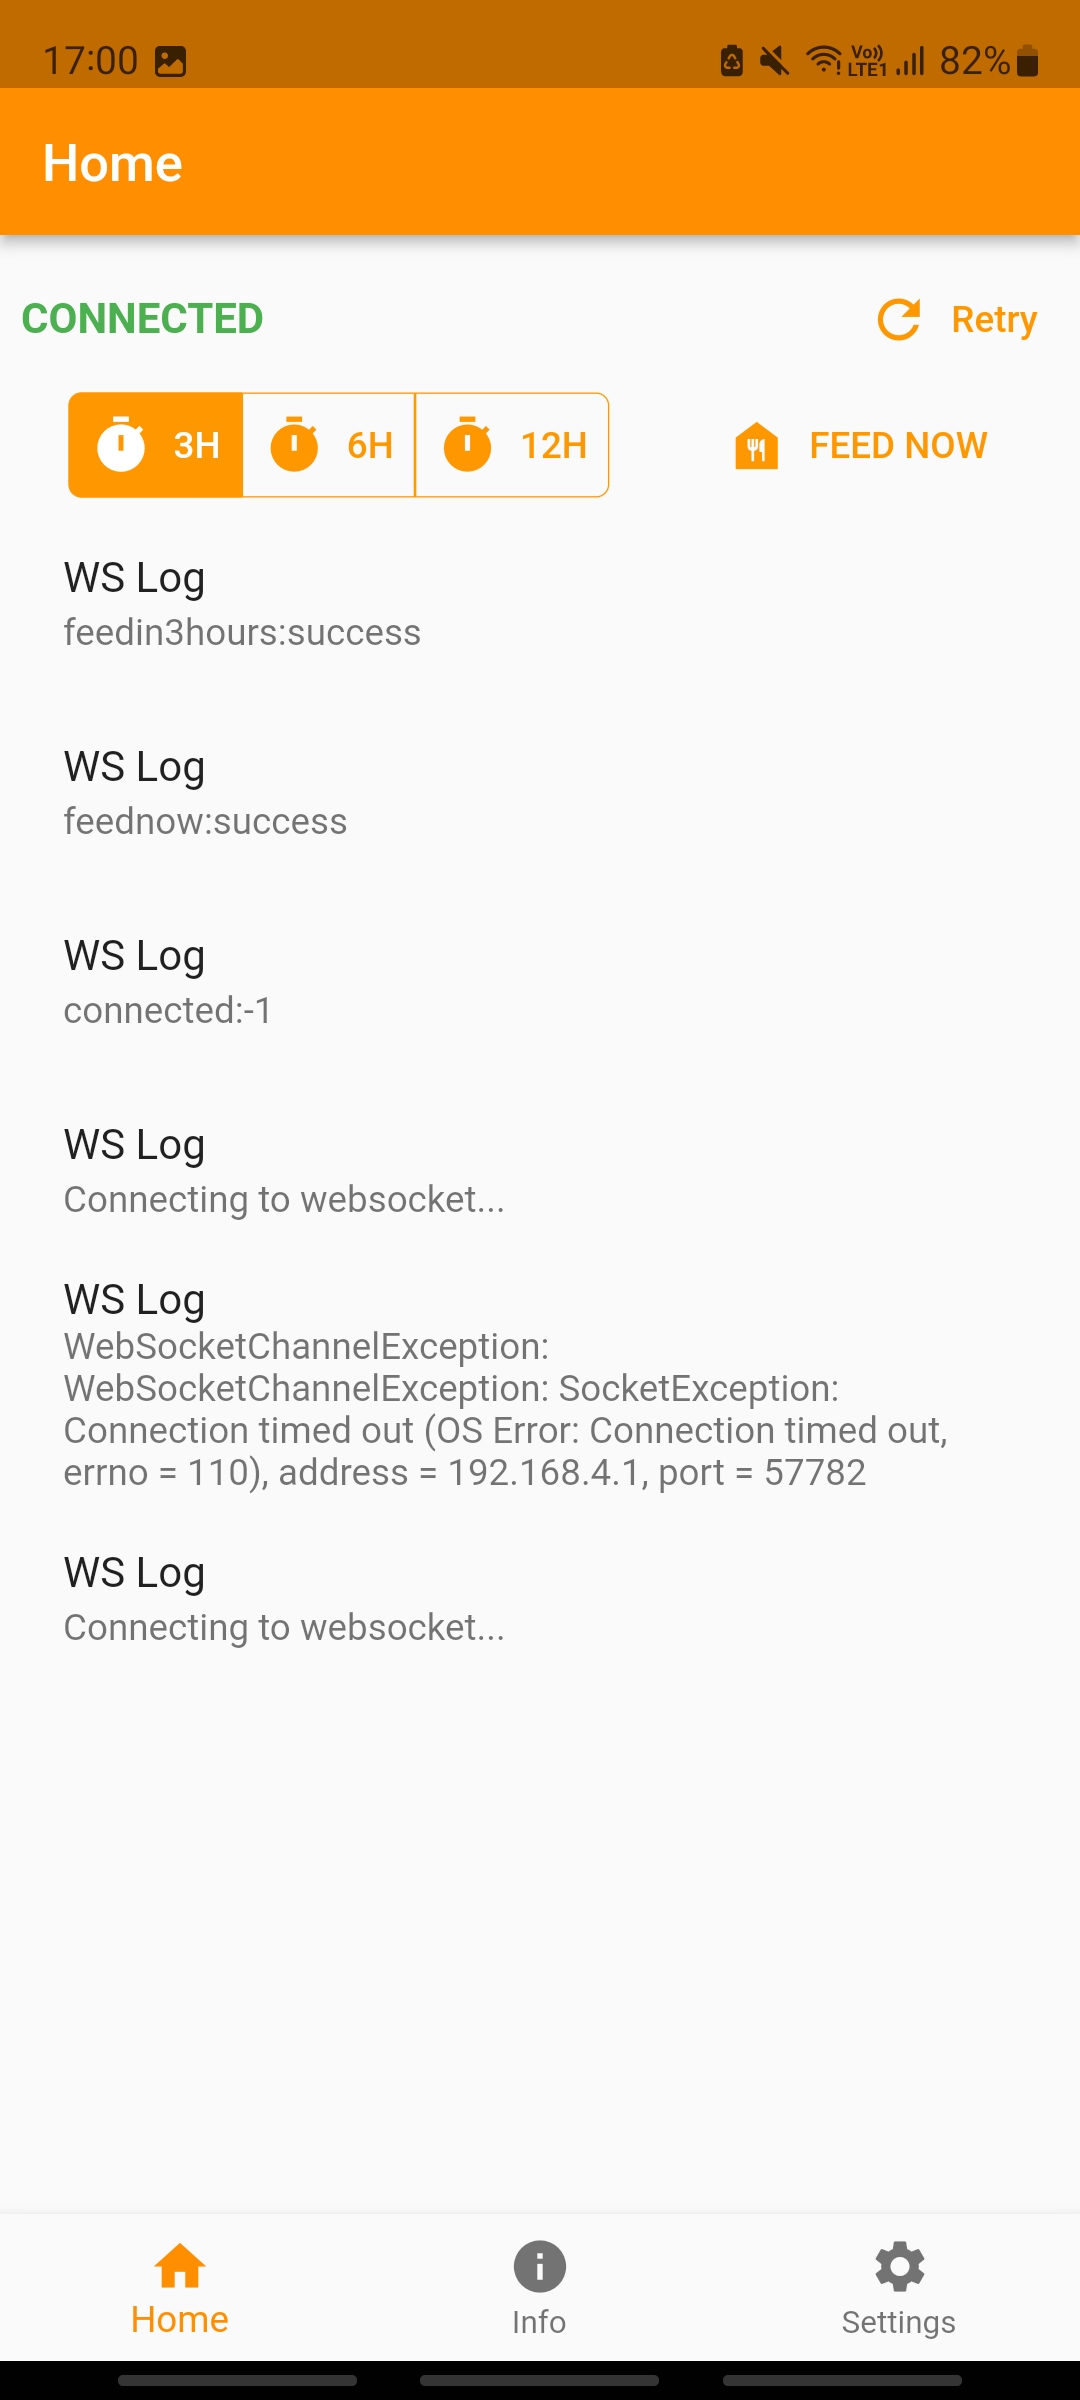 17:00
Vo)) LTE1 82%
Home
CONNECTED
Retry
3H 6H 12H FEED NOW
WS Log
feedin3hours:success
WS Log
feednow:success
WS Log
connected:-1
WS Log
Connecting to websocket...
WS Log
WebSocketChannelException:
WebSocketChannelException: SocketException:
Connection timed out (OS Error: Connection timed out,
errno = 110), address = 192.168.4.1, port = 57782
WS Log
Connecting to websocket...
Home Info Settings